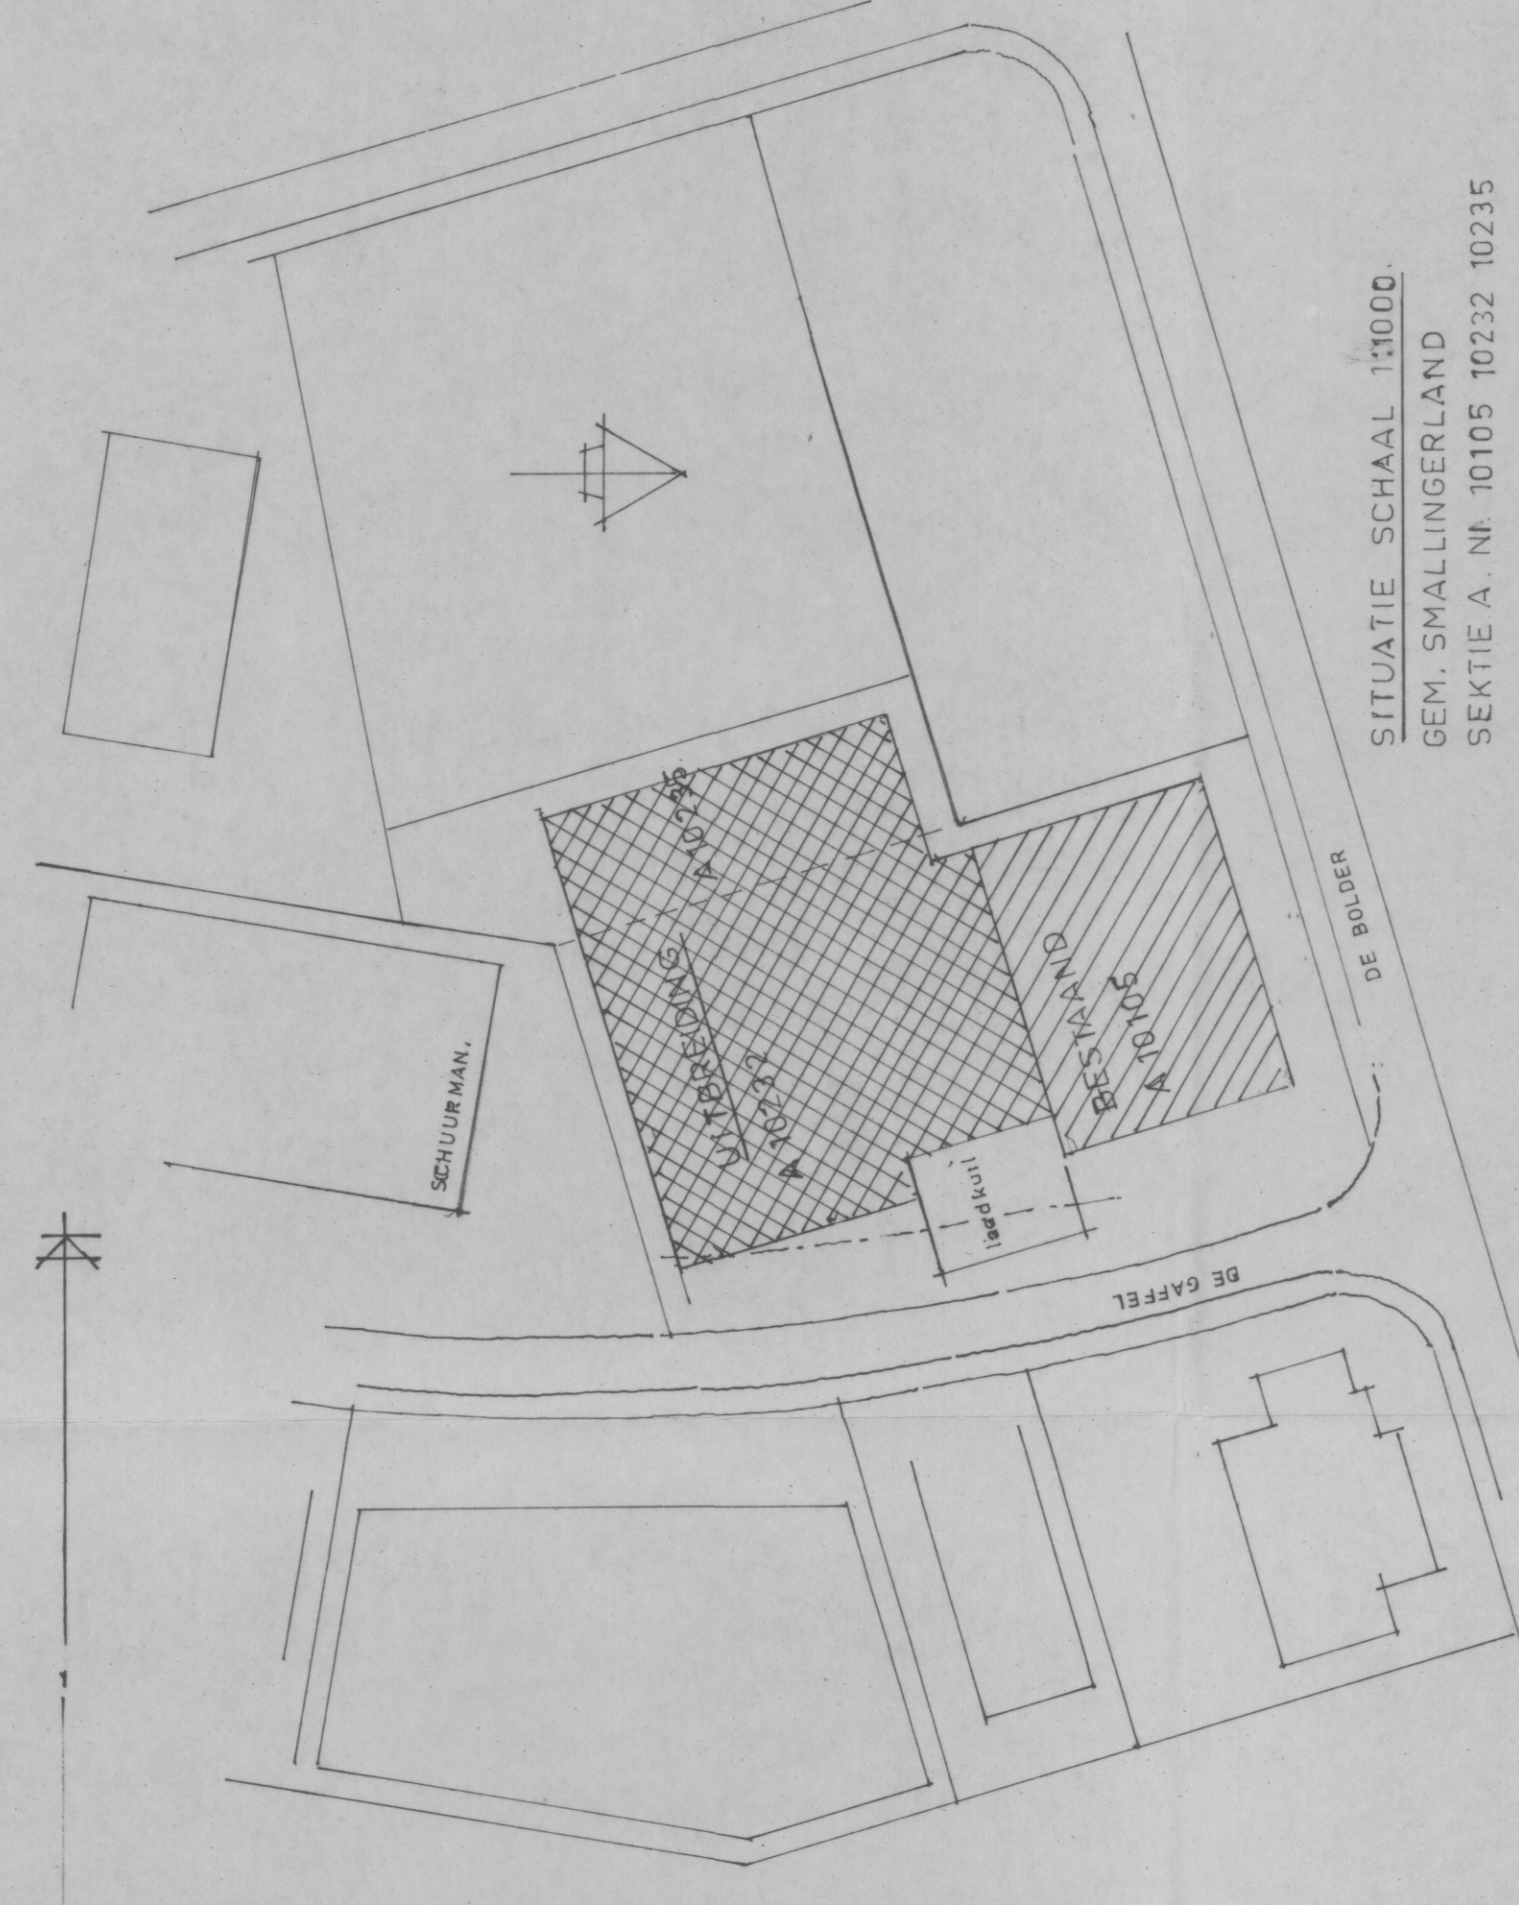 SCHUURMAN.
UITBREIDING
A 10232
A 10235
BESTAAND
A 10105
laadkuil
DE GAFFEL
DE BOLDER
SITUATIE SCHAAL 1:1000.
GEM. SMALLINGERLAND
SEKTIE A. NR. 10105 10232 10235